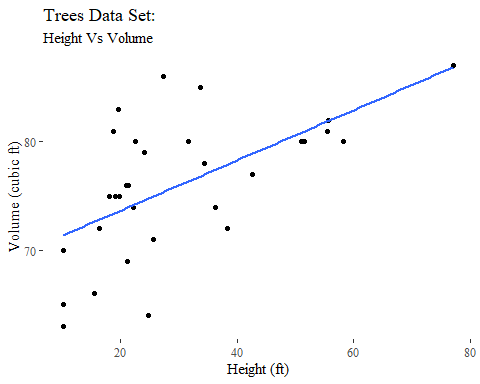 Trees Data Set:
Height Vs Volume
Volume (cubic ft)
80
70
20
40
60
80
Height (ft)